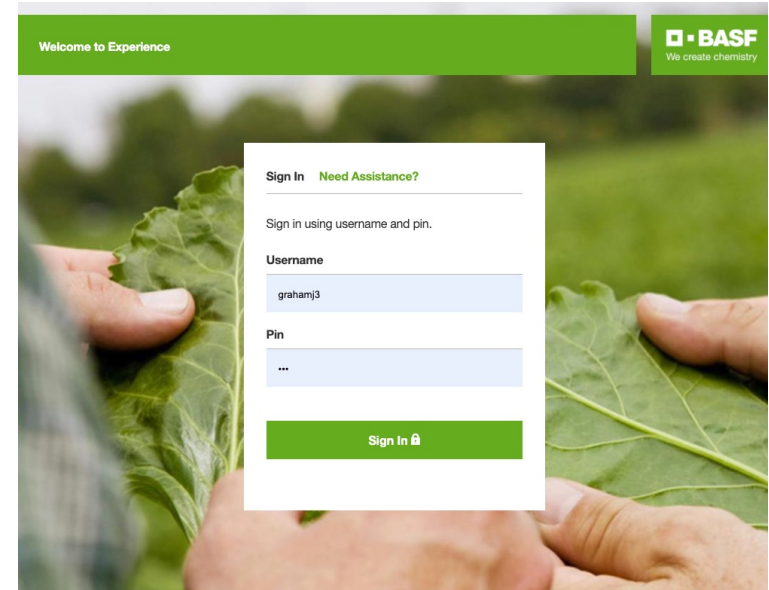 Welcome to Experience
BASF
We create chemistry
Sign In Need Assistance?
Sign in using username and pin.
Username
grahamj3
Pin
•••
Sign In